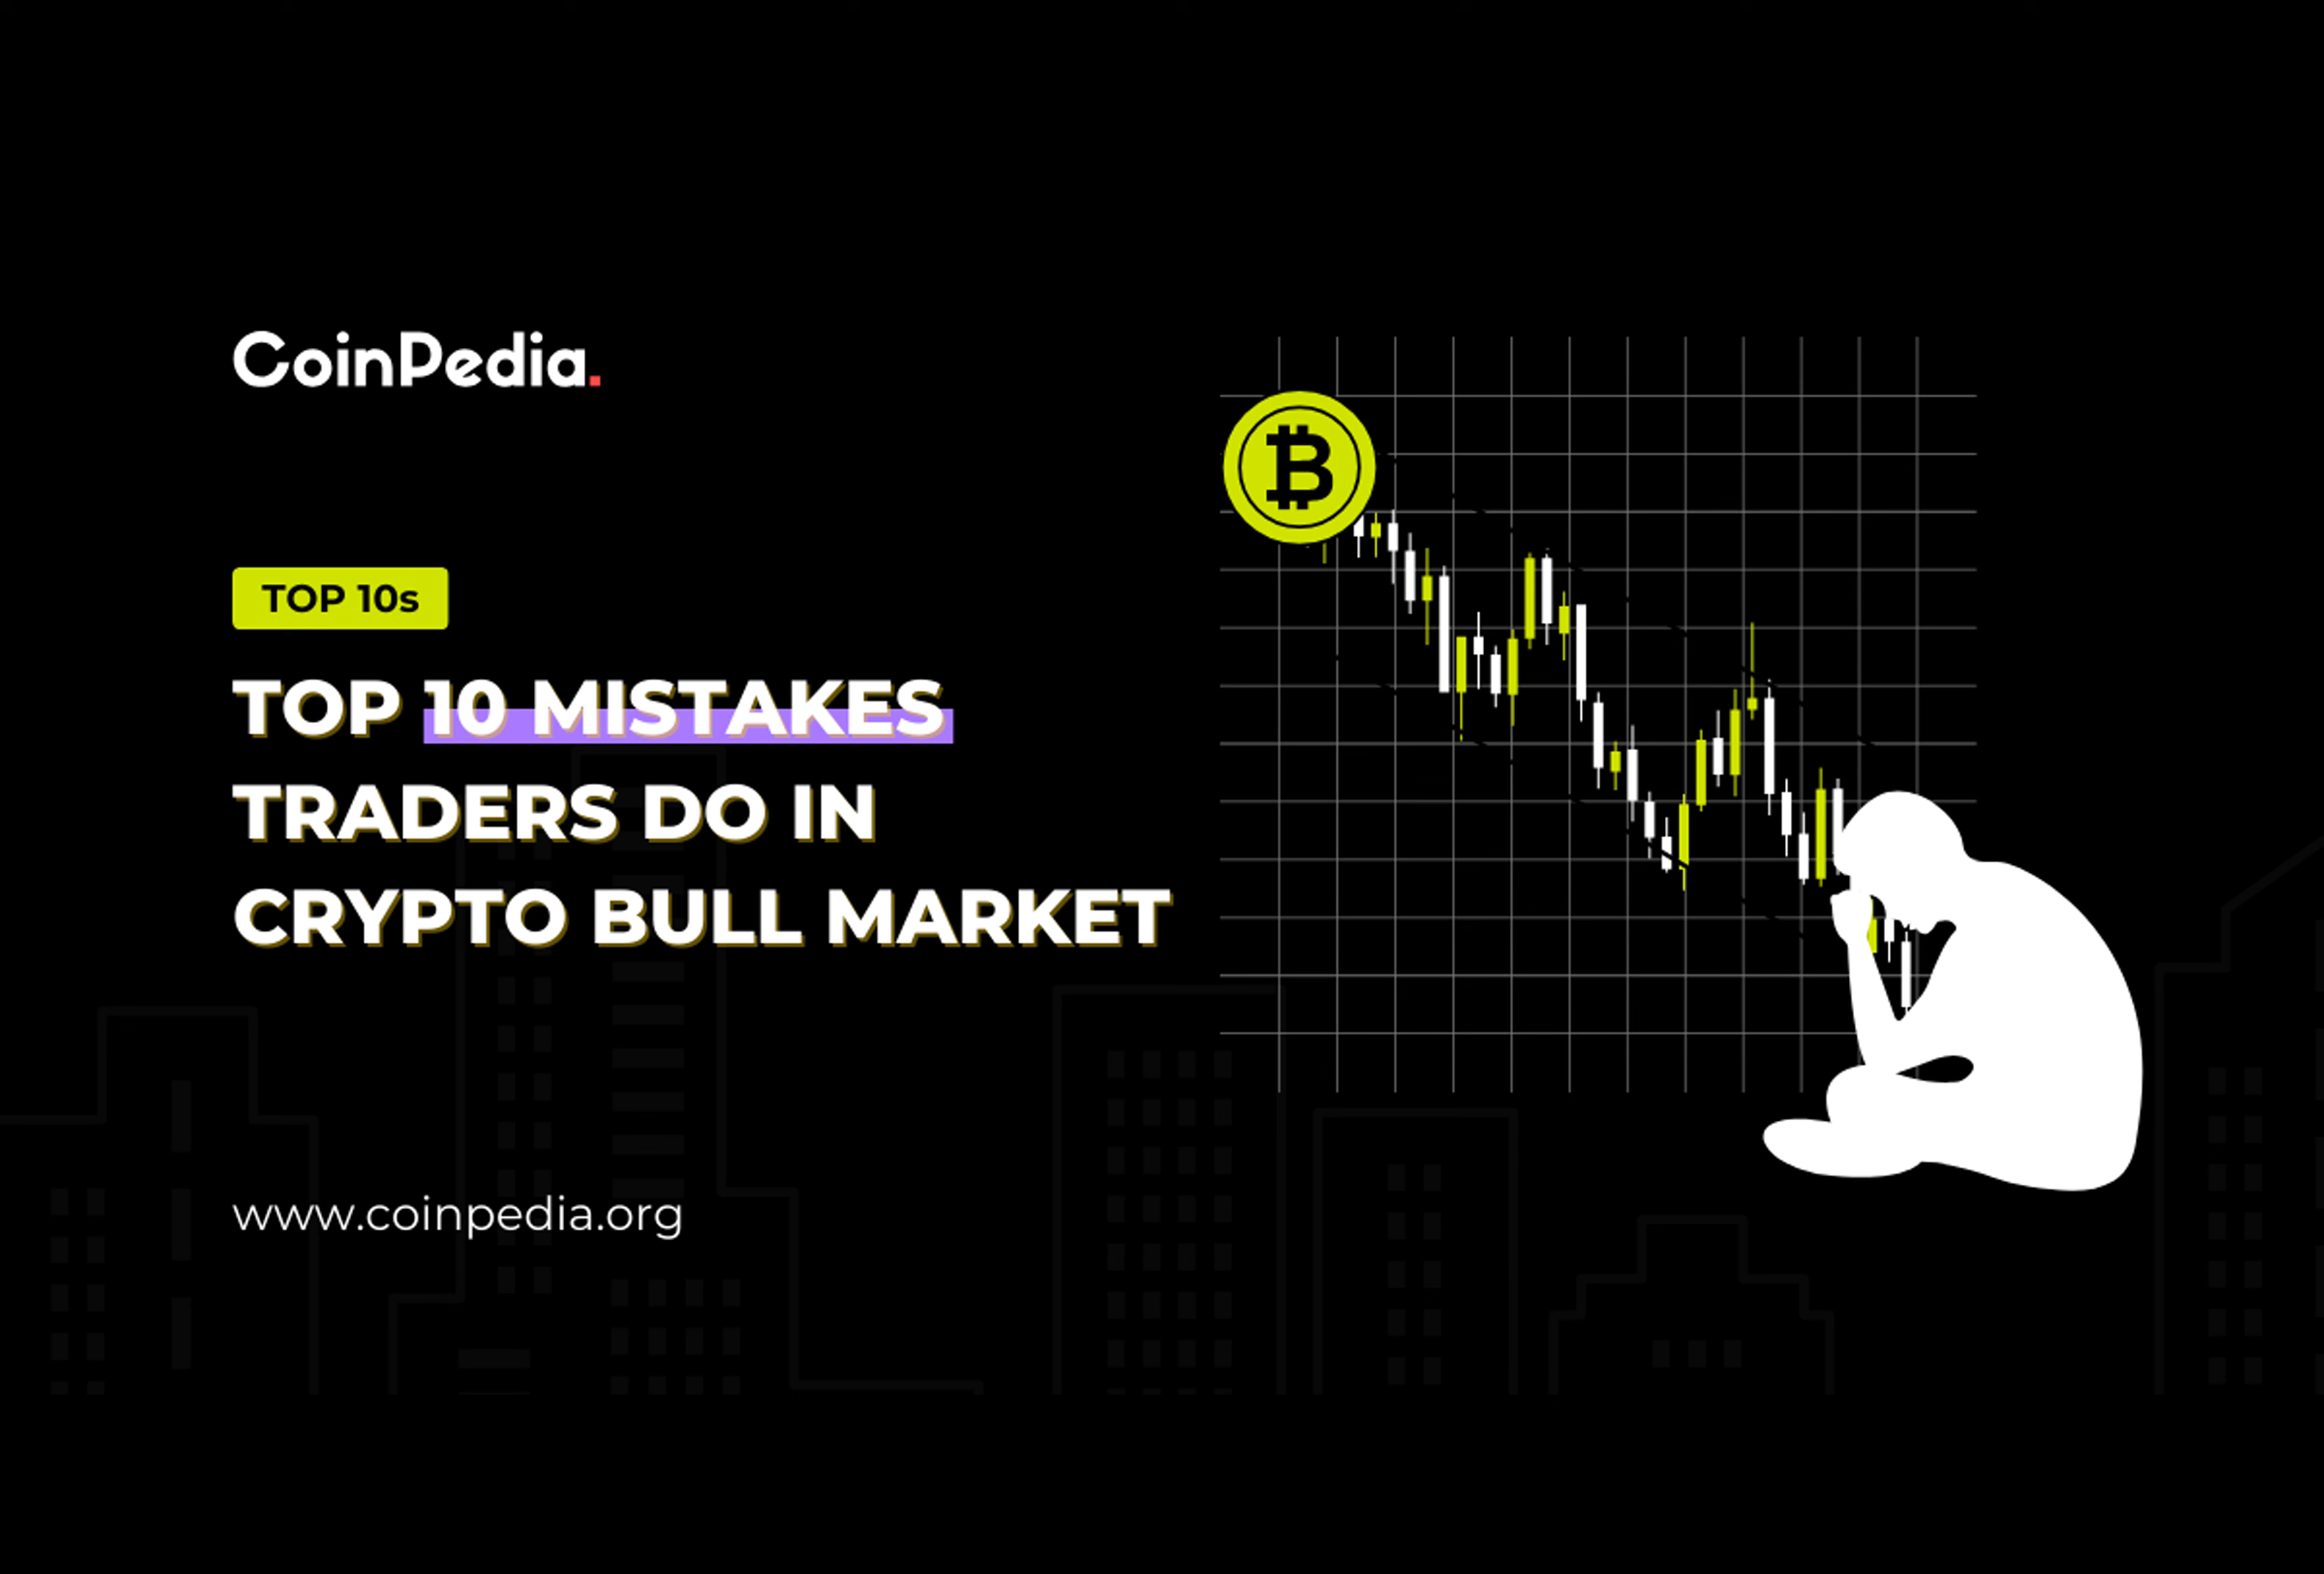 CoinPedia.
TOP 10s
TOP 10 MISTAKES
TRADERS DO IN
CRYPTO BULL MARKET
www.coinpedia.org